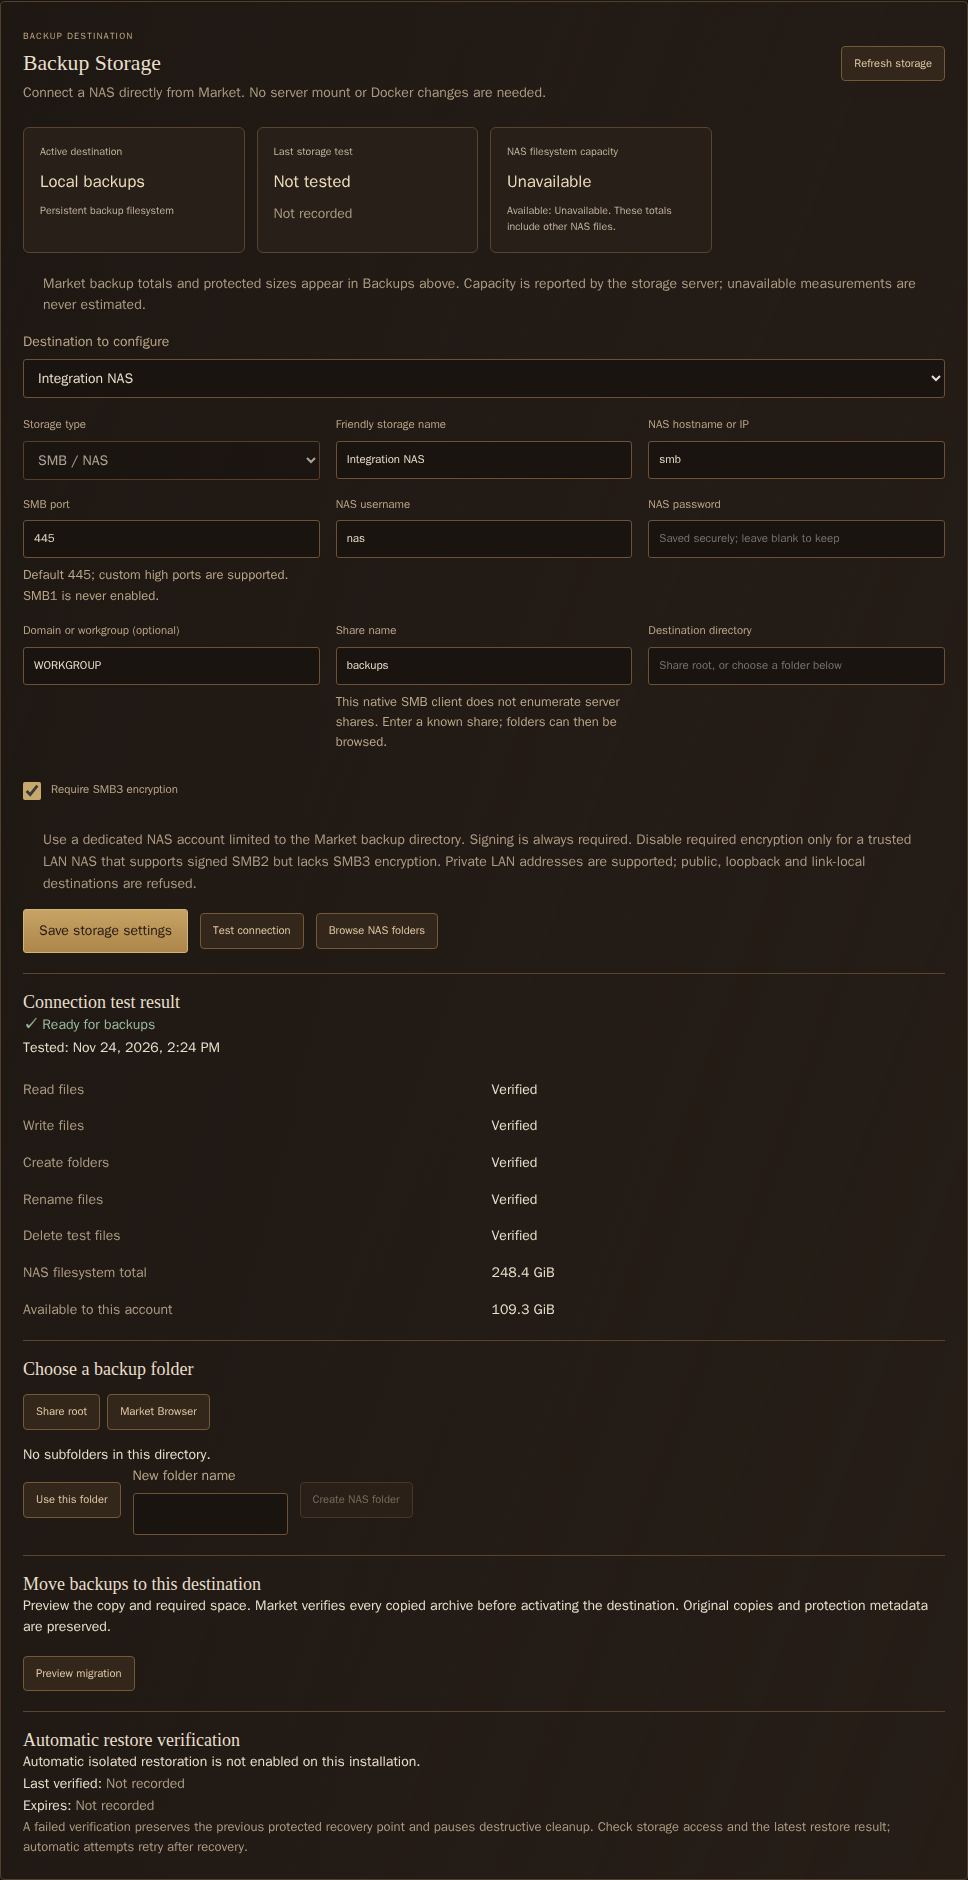 BACKUP DESTINATION
Backup Storage
Refresh storage
Connect a NAS directly from Market. No server mount or Docker changes are needed.
Active destination
Local backups
Persistent backup filesystem
Last storage test
Not tested
Not recorded
NAS filesystem capacity
Unavailable
Available: Unavailable. These totals
include other NAS files.
Market backup totals and protected sizes appear in Backups above. Capacity is reported by the storage server; unavailable measurements are
never estimated.
Destination to configure
Integration NAS
Storage type
SMB / NAS
Friendly storage name
Integration NAS
NAS hostname or IP
smb
SMB port
445
Default 445; custom high ports are supported.
SMB1 is never enabled.
NAS username
nas
NAS password
Saved securely; leave blank to keep
Domain or workgroup (optional)
WORKGROUP
Share name
backups
This native SMB client does not enumerate server
shares. Enter a known share; folders can then be
browsed.
Destination directory
Share root, or choose a folder below
Require SMB3 encryption
Use a dedicated NAS account limited to the Market backup directory. Signing is always required. Disable required encryption only for a trusted
LAN NAS that supports signed SMB2 but lacks SMB3 encryption. Private LAN addresses are supported; public, loopback and link-local
destinations are refused.
Save storage settings
Test connection
Browse NAS folders
Connection test result
✓ Ready for backups
Tested: Nov 24, 2026, 2:24 PM
Read files Verified
Write files Verified
Create folders Verified
Rename files Verified
Delete test files Verified
NAS filesystem total 248.4 GiB
Available to this account 109.3 GiB
Choose a backup folder
Share root
Market Browser
No subfolders in this directory.
Use this folder
New folder name
Create NAS folder
Move backups to this destination
Preview the copy and required space. Market verifies every copied archive before activating the destination. Original copies and protection metadata
are preserved.
Preview migration
Automatic restore verification
Automatic isolated restoration is not enabled on this installation.
Last verified: Not recorded
Expires: Not recorded
A failed verification preserves the previous protected recovery point and pauses destructive cleanup. Check storage access and the latest restore result;
automatic attempts retry after recovery.